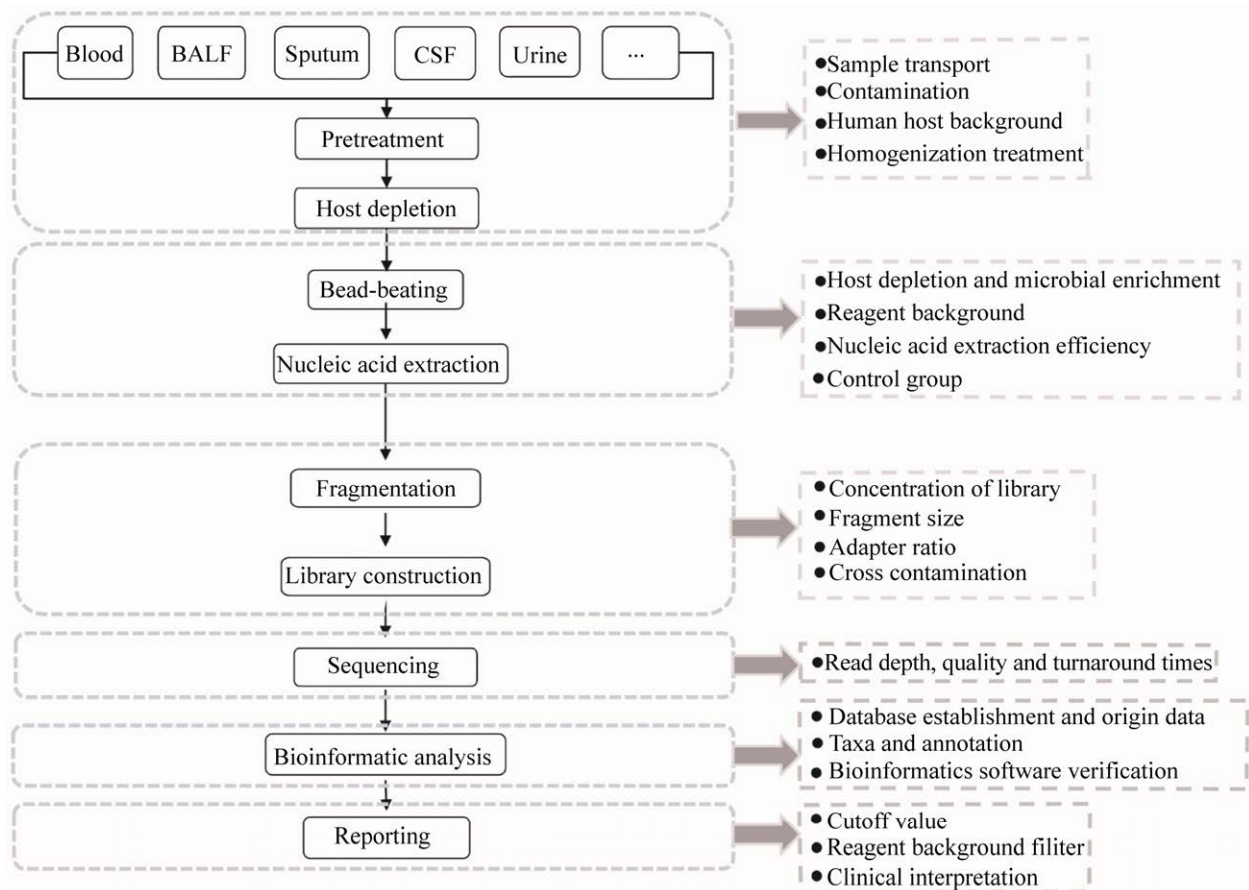 Blood BALF Sputum CSF Urine ...
Pretreatment
Host depletion
●Sample transport
●Contamination
●Human host background
●Homogenization treatment
Bead-beating
Nucleic acid extraction
●Host depletion and microbial enrichment
●Reagent background
●Nucleic acid extraction efficiency
●Control group
Fragmentation
Library construction
●Concentration of library
●Fragment size
●Adapter ratio
●Cross contamination
Sequencing
●Read depth, quality and turnaround times
Bioinformatic analysis
●Database establishment and origin data
●Taxa and annotation
●Bioinformatics software verification
Reporting
●Cutoff value
●Reagent background filiter
●Clinical interpretation